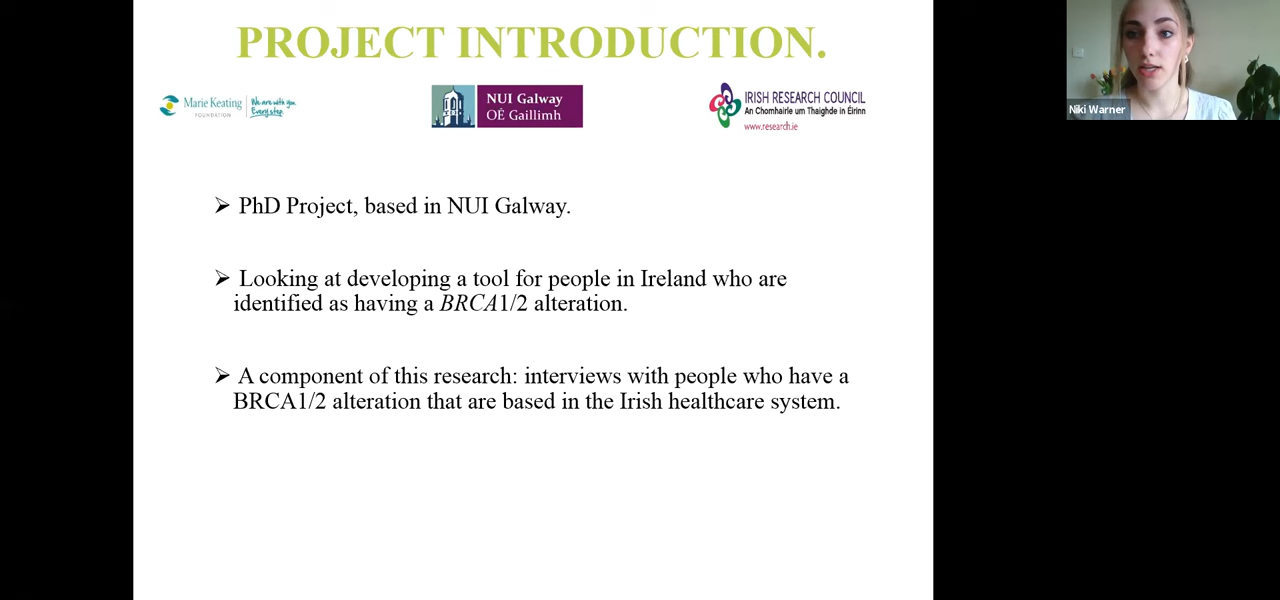 PROJECT INTRODUCTION.
Marie Keating
FOUNDATION
We are with you
Every step.
NUI Galway
OÉ Gaillimh
IRISH RESEARCH COUNCIL
An Chomhairle um Thaighde in Éirinn
www.research.ie
Niki Warner
➢ PhD Project, based in NUI Galway.
➢ Looking at developing a tool for people in Ireland who are
identified as having a BRCA1/2 alteration.
➢ A component of this research: interviews with people who have a
BRCA1/2 alteration that are based in the Irish healthcare system.